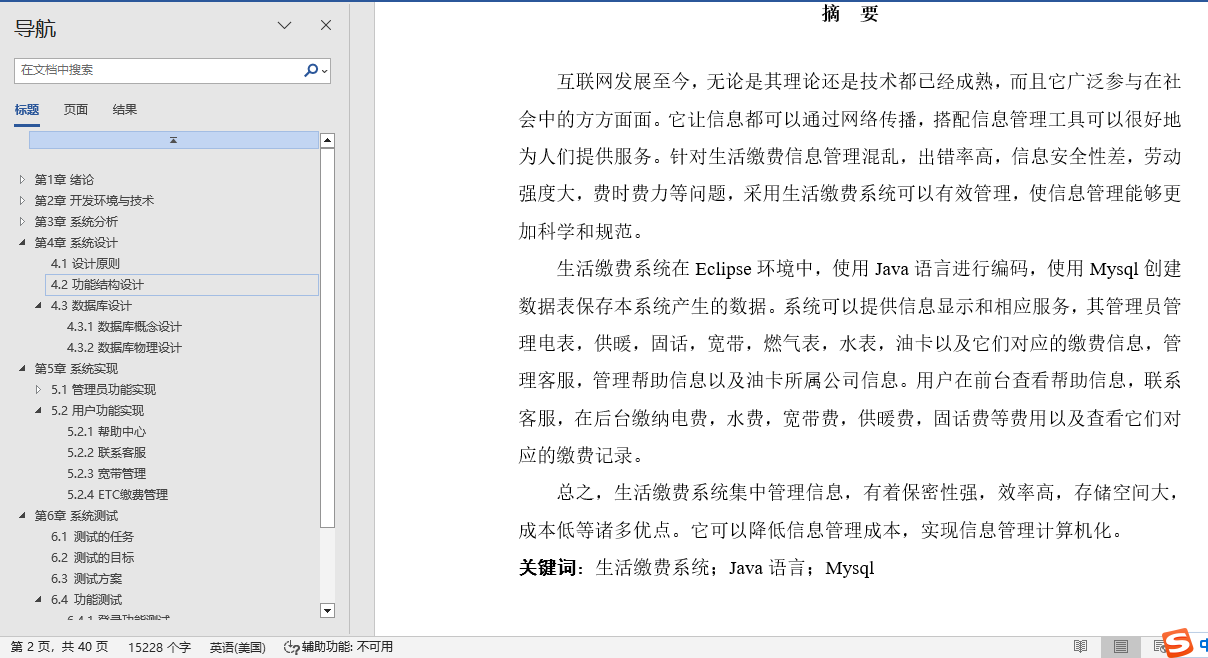 导航
在文档中搜索
标题 页面 结果
第1章 绪论
第2章 开发环境与技术
第3章 系统分析
第4章 系统设计
4.1 设计原则
4.2 功能结构设计
4.3 数据库设计
4.3.1 数据库概念设计
4.3.2 数据库物理设计
第5章 系统实现
5.1 管理员功能实现
5.2 用户功能实现
5.2.1 帮助中心
5.2.2 联系客服
5.2.3 宽带管理
5.2.4 ETC缴费管理
第6章 系统测试
6.1 测试的任务
6.2 测试的目标
6.3 测试方案
6.4 功能测试
6.4.1 登录功能测试
摘 要
互联网发展至今，无论是其理论还是技术都已经成熟，而且它广泛参与在社
会中的方方面面。它让信息都可以通过网络传播，搭配信息管理工具可以很好地
为人们提供服务。针对生活缴费信息管理混乱，出错率高，信息安全性差，劳动
强度大，费时费力等问题，采用生活缴费系统可以有效管理，使信息管理能够更
加科学和规范。
生活缴费系统在 Eclipse 环境中，使用 Java 语言进行编码，使用 Mysql 创建
数据表保存本系统产生的数据。系统可以提供信息显示和相应服务，其管理员管
理电表，供暖，固话，宽带，燃气表，水表，油卡以及它们对应的缴费信息，管
理客服，管理帮助信息以及油卡所属公司信息。用户在前台查看帮助信息，联系
客服，在后台缴纳电费，水费，宽带费，供暖费，固话费等费用以及查看它们对
应的缴费记录。
总之，生活缴费系统集中管理信息，有着保密性强，效率高，存储空间大，
成本低等诸多优点。它可以降低信息管理成本，实现信息管理计算机化。
关键词：生活缴费系统；Java 语言；Mysql
第 2 页，共 40 页 15228 个字 英语(美国) 辅助功能: 不可用